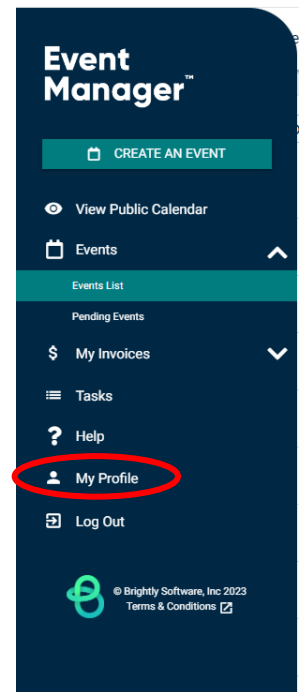 Event
Manager™
CREATE AN EVENT
View Public Calendar
Events
Events List
Pending Events
$ My Invoices
Tasks
? Help
My Profile
Log Out
© Brightly Software, Inc 2023
Terms & Conditions